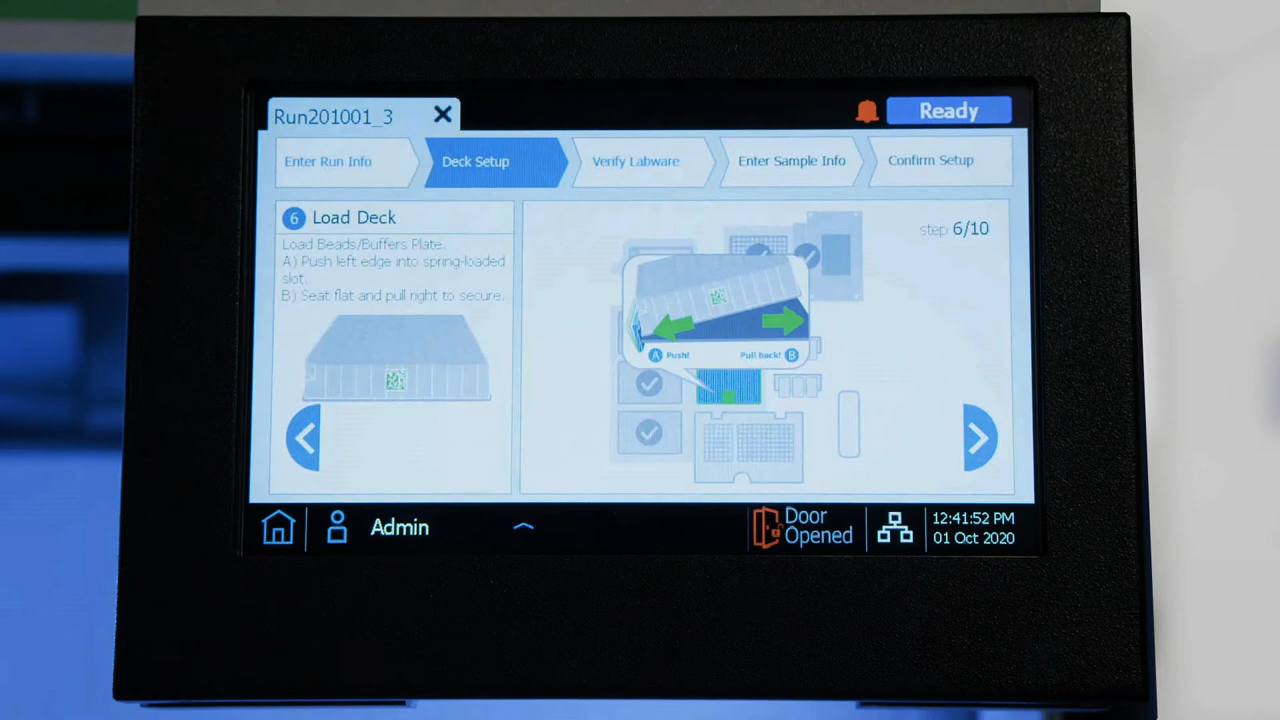 Run201001_3
Ready
Enter Run Info
Deck Setup
Verify Labware
Enter Sample Info
Confirm Setup
6 Load Deck
Load Beads/Buffers Plate.
A) Push left edge into spring-loaded
slot.
B) Seat flat and pull right to secure.
step 6/10
A Push!
Pull Back! B
Admin
Door
Opened
12:41:52 PM
01 Oct 2020